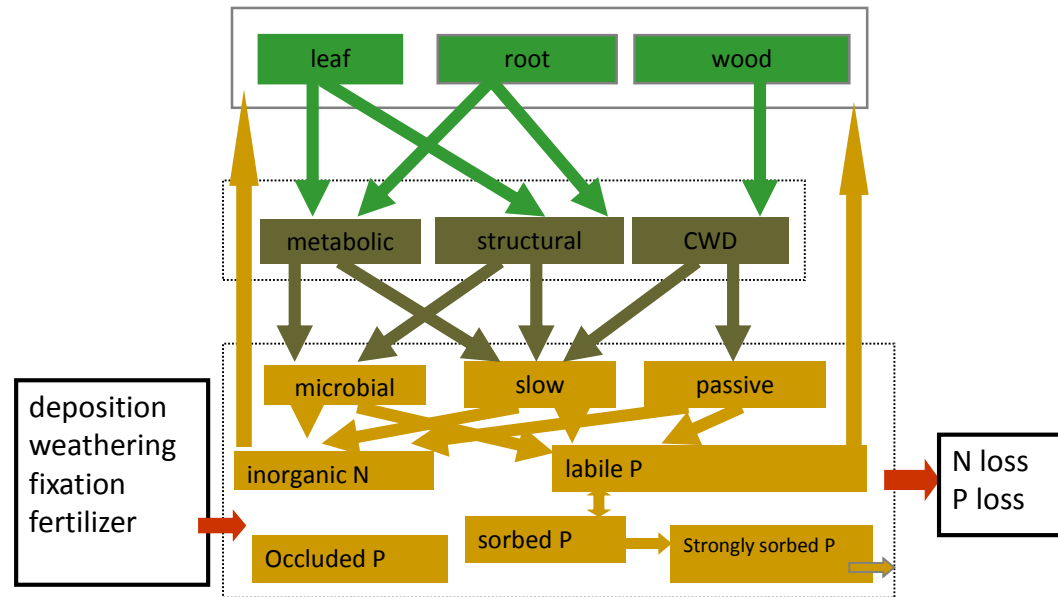 leaf
root
wood
metabolic
structural
CWD
microbial
slow
passive
deposition
weathering
fixation
fertilizer
inorganic N
labile P
N loss
P loss
Occluded P
sorbed P
Strongly sorbed P